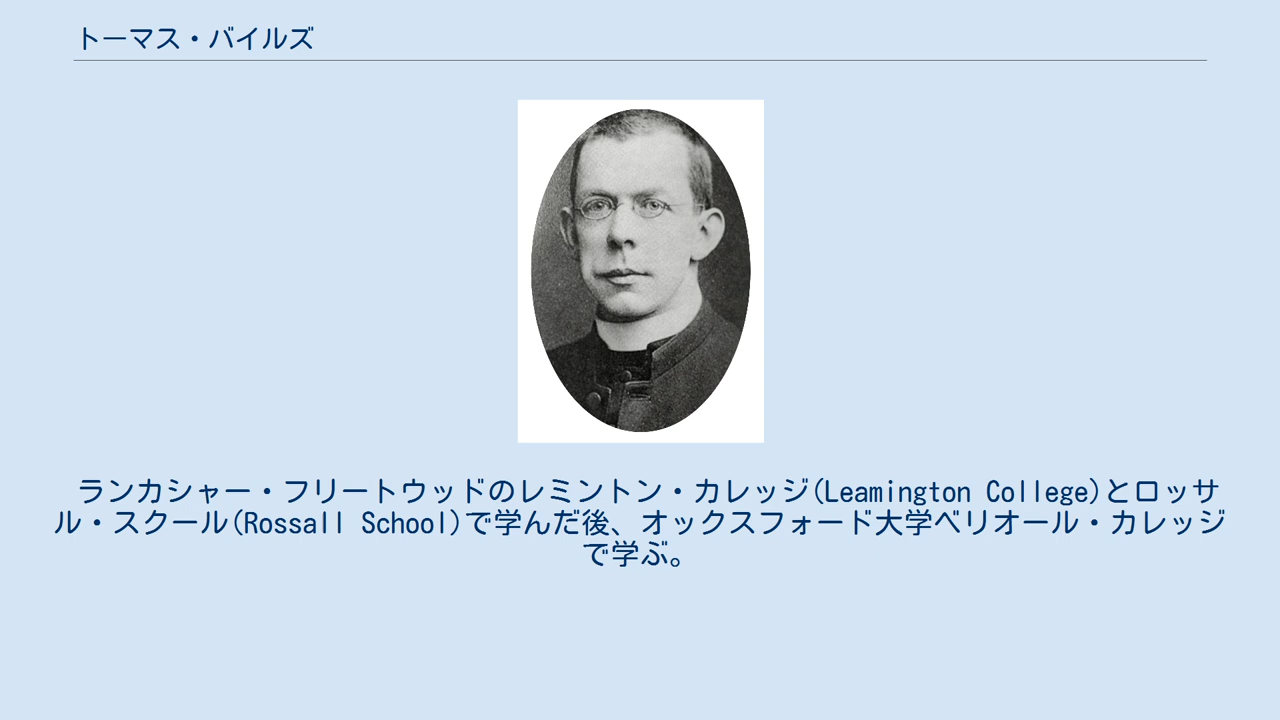 トーマス・バイルズ
ランカシャー・フリートウッドのレミントン・カレッジ(Leamington College)とロッサ
ル・スクール(Rossall School)で学んだ後、オックスフォード大学ベリオール・カレッジ
で学ぶ。